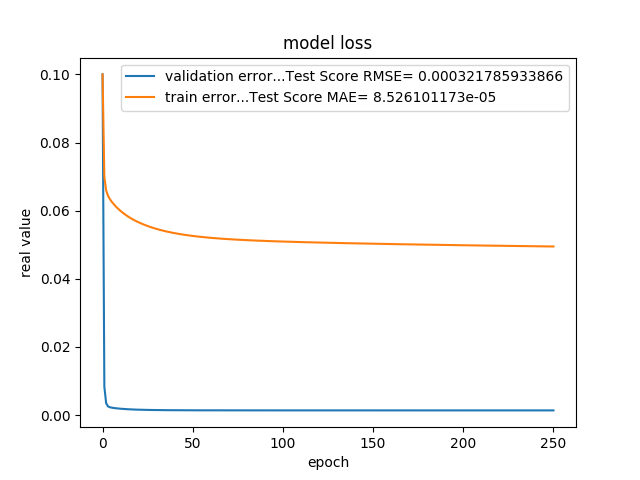 model loss
validation error...Test Score RMSE= 0.000321785933866
train error...Test Score MAE= 8.526101173e-05
0.10
0.08
0.06
0.04
0.02
0.00
real value
0 50 100 150 200 250
epoch